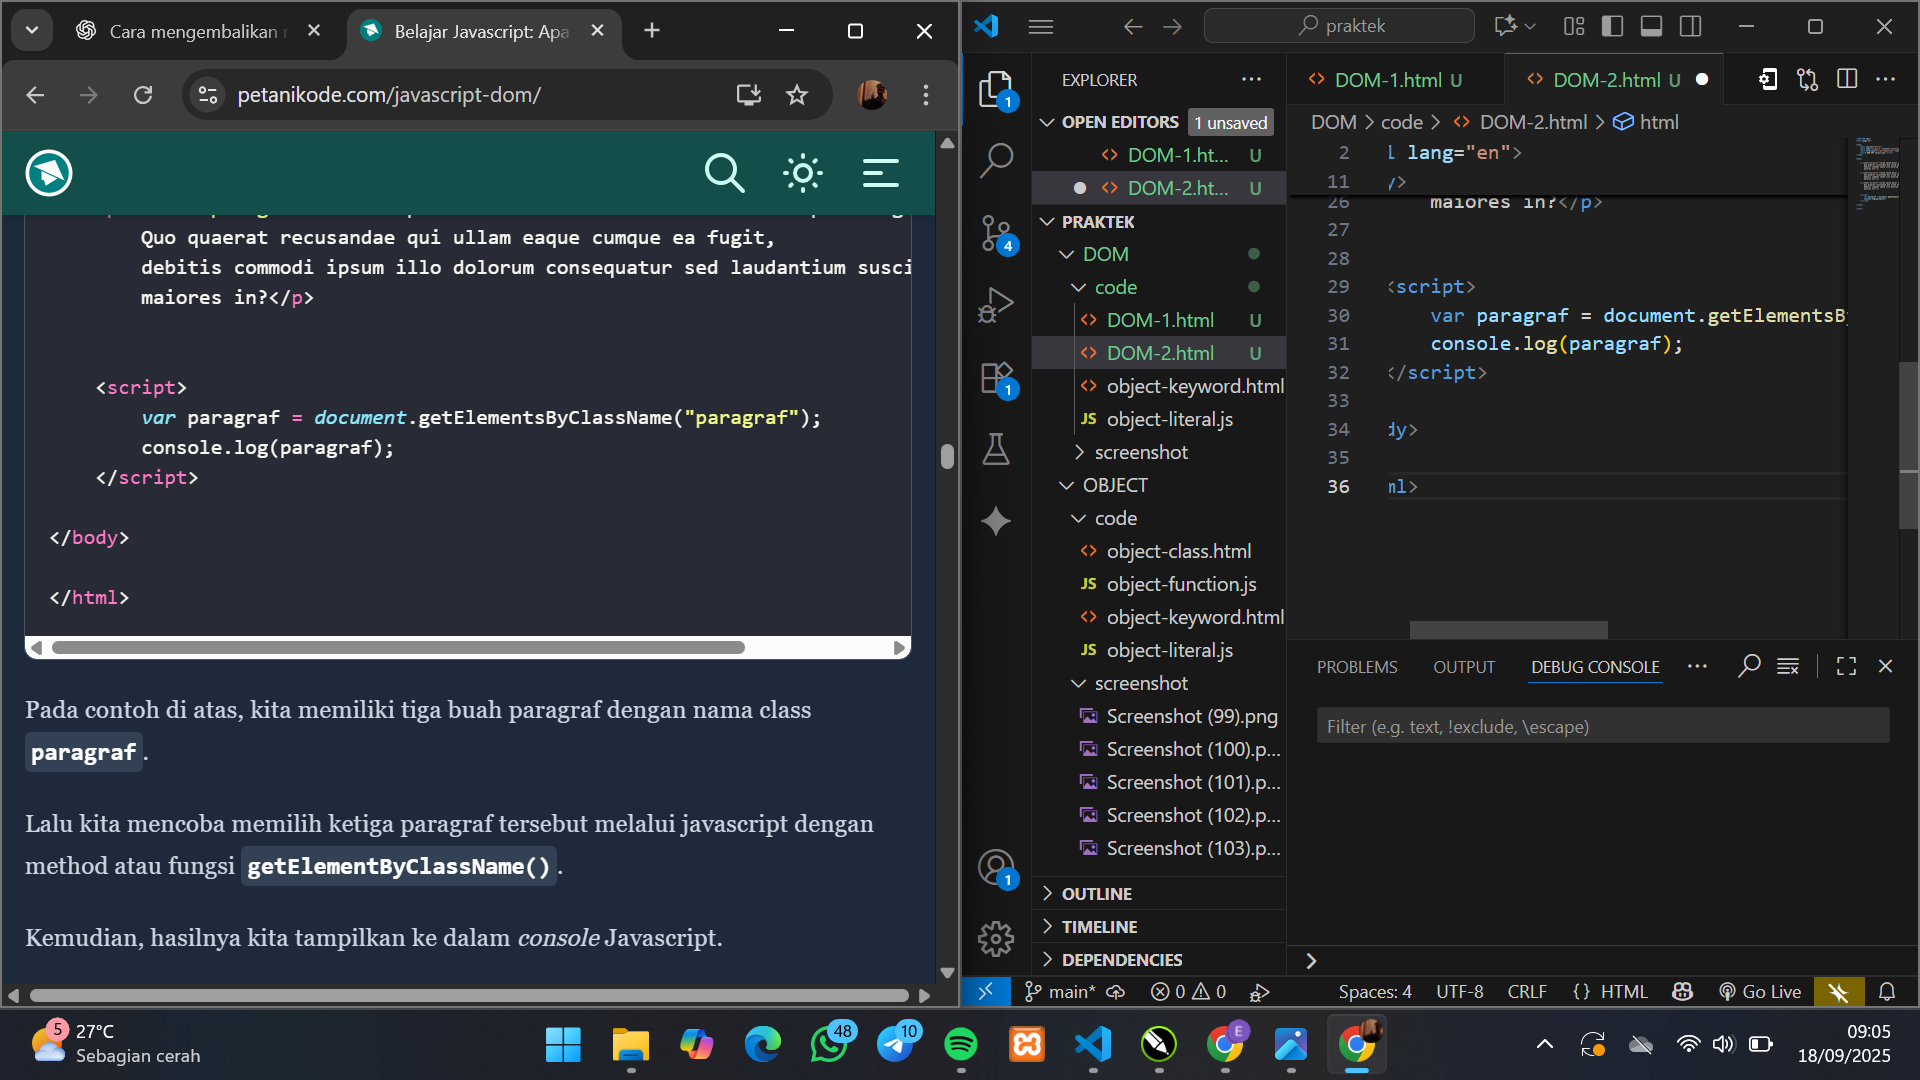 Cara mengembalikan
Belajar Javascript: Apa
petanikode.com/javascript-dom/
Quo quaerat recusandae qui ullam eaque cumque ea fugit,
debitis commodi ipsum illo dolorum consequatur sed laudantium susci
maiores in?</p>
<script>
var paragraf = document.getElementsByClassName("paragraf");
console.log(paragraf);
</script>
</body>
</html>
Pada contoh di atas, kita memiliki tiga buah paragraf dengan nama class
paragraf.
Lalu kita mencoba memilih ketiga paragraf tersebut melalui javascript dengan
method atau fungsi getElementByClassName().
Kemudian, hasilnya kita tampilkan ke dalam console Javascript.
praktek
EXPLORER
OPEN EDITORS 1 unsaved
<> DOM-1.ht... U
<> DOM-2.ht... U
PRAKTEK
DOM
code
<> DOM-1.html U
<> DOM-2.html U
<> object-keyword.html
JS object-literal.js
screenshot
OBJECT
code
<> object-class.html
JS object-function.js
<> object-keyword.html
JS object-literal.js
screenshot
Screenshot (99).png
Screenshot (100).p...
Screenshot (101).p...
Screenshot (102).p...
Screenshot (103).p...
OUTLINE
TIMELINE
DEPENDENCIES
1
4
1
1
<> DOM-1.html U
<> DOM-2.html U
DOM > code > <> DOM-2.html > html
2 l lang="en">
11 y>
26 maiores in?</p>
27
28
29 <script>
30 var paragraf = document.getElementsB
31 console.log(paragraf);
32 </script>
33
34 dy>
35
36 ml>
PROBLEMS OUTPUT DEBUG CONSOLE ...
Filter (e.g. text, !exclude, \escape)
>
main* 0 0 Spaces: 4 UTF-8 CRLF {} HTML Go Live
5 27°C
Sebagian cerah
48
10
E
09:05
18/09/2025